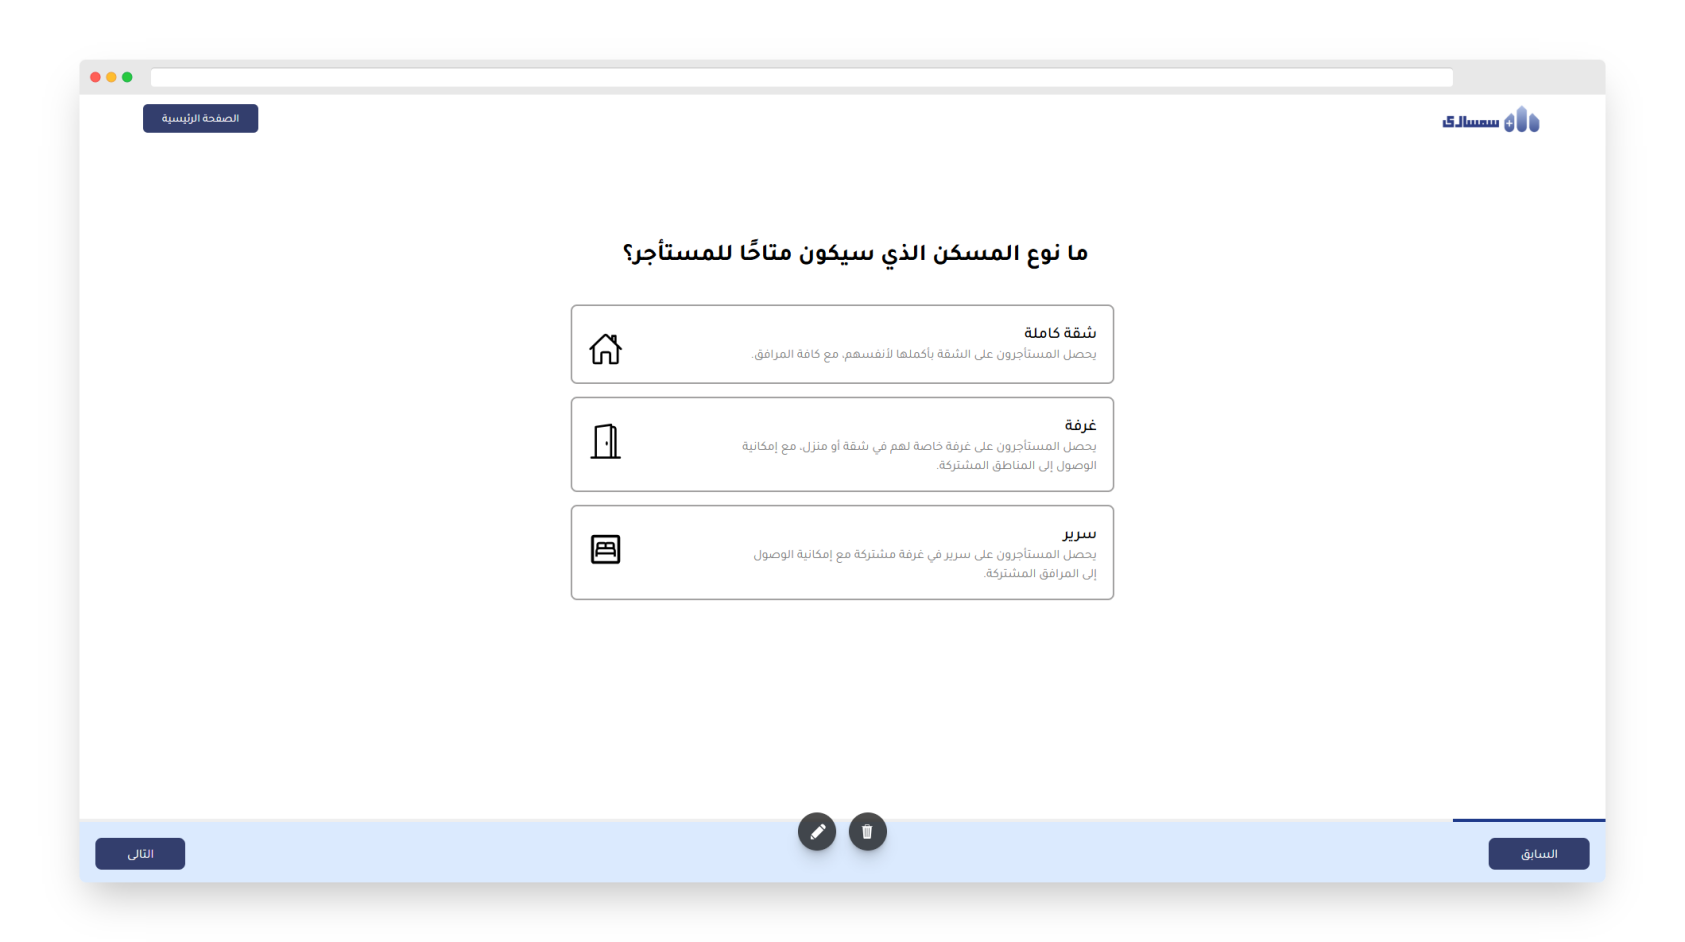 سمسارى
الصفحة الرئيسية
ما نوع المسكن الذي سيكون متاحًا للمستأجر؟
شقة كاملة
يحصل المستأجرون على الشقة بأكملها لأنفسهم، مع كافة المرافق.
غرفة
يحصل المستأجرون على غرفة خاصة لهم في شقة أو منزل، مع إمكانية
الوصول إلى المناطق المشتركة.
سرير
يحصل المستأجرون على سرير في غرفة مشتركة مع إمكانية الوصول
إلى المرافق المشتركة.
السابق
التالى